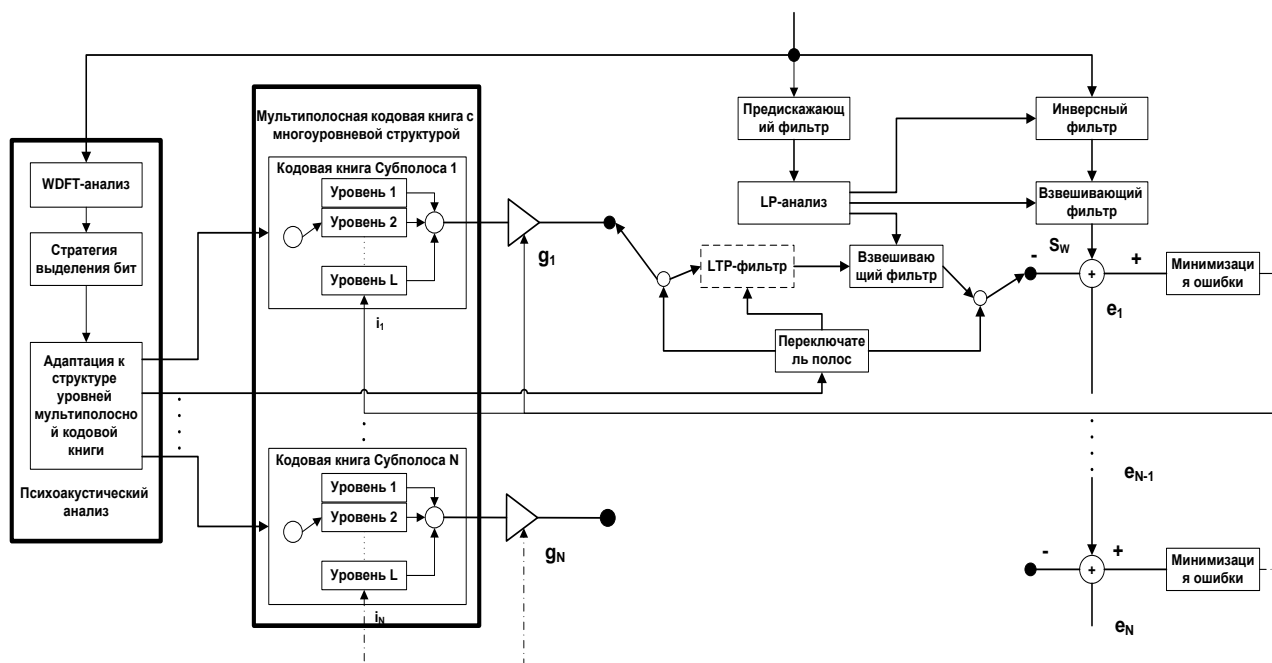 WDFT-анализ
Стратегия
выделения бит
Адаптация к
структуре
уровней
мультиполосно
й кодовой
книги
Психоакустический
анализ
Мультиполосная кодовая книга с
многоуровневой структурой
Кодовая книга Субполоса 1
Уровень 1
Уровень 2
Уровень L
i1
g1
Кодовая книга Субполоса N
Уровень 1
Уровень 2
Уровень L
iN
gN
Предискажающ
ий фильтр
LP-анализ
LTP-фильтр
Взвешиваю
щий фильтр
Переключате
ль полос
Инверсный
фильтр
Взвешивающий
фильтр
SW
-
+
+
Минимизаци
я ошибки
e1
eN-1
-
+
+
Минимизаци
я ошибки
eN